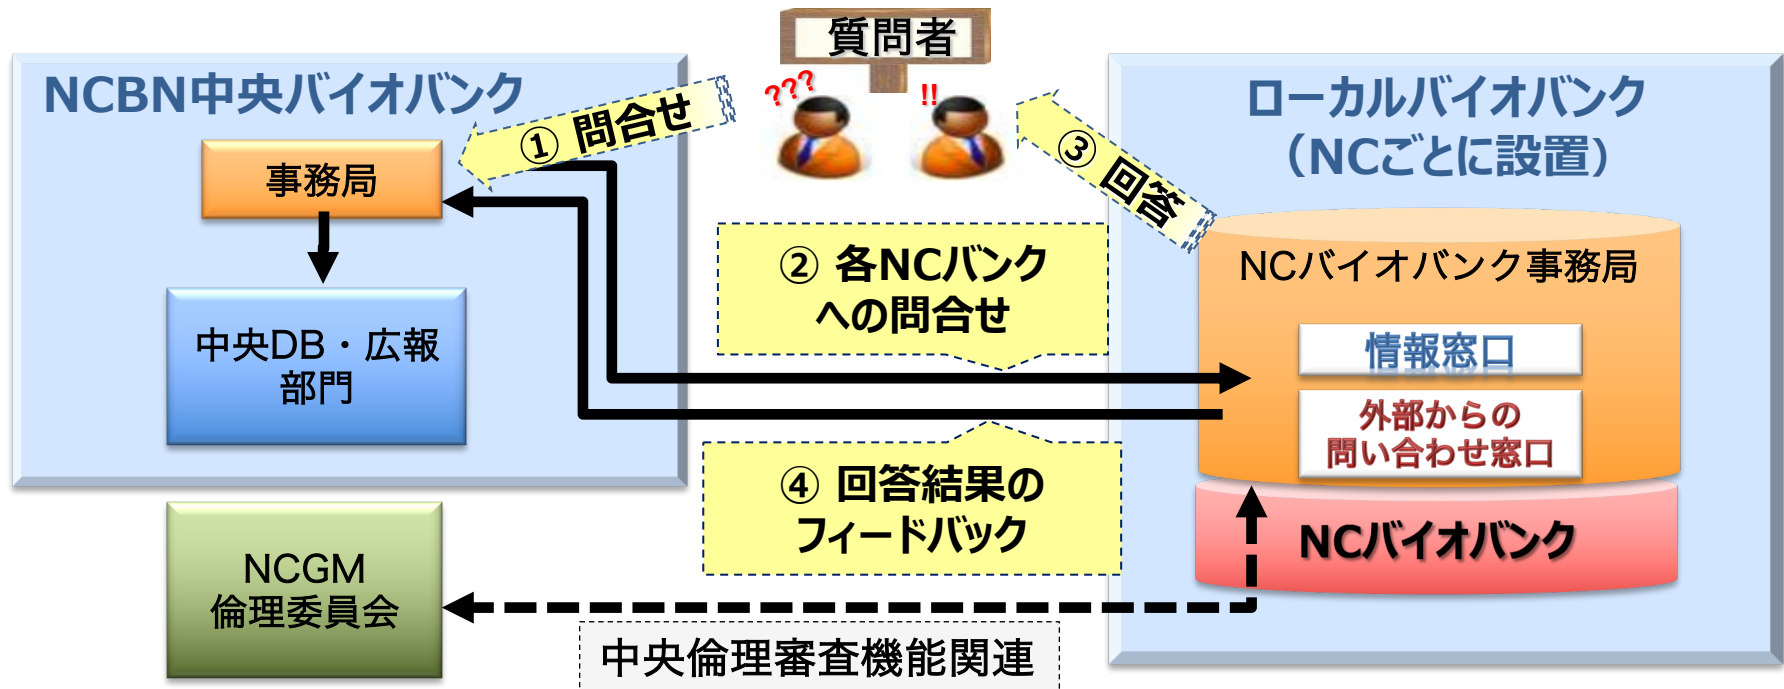 質問者
???
!!
NCBN中央バイオバンク
① 問合せ
事務局
中央DB・広報
部門
NCGM
倫理委員会
② 各NCバンク
への問合せ
③ 回答
④ 回答結果の
フィードバック
中央倫理審査機能関連
ローカルバイオバンク
（NCごとに設置）
NCバイオバンク事務局
情報窓口
外部からの
問い合わせ窓口
NCバイオバンク